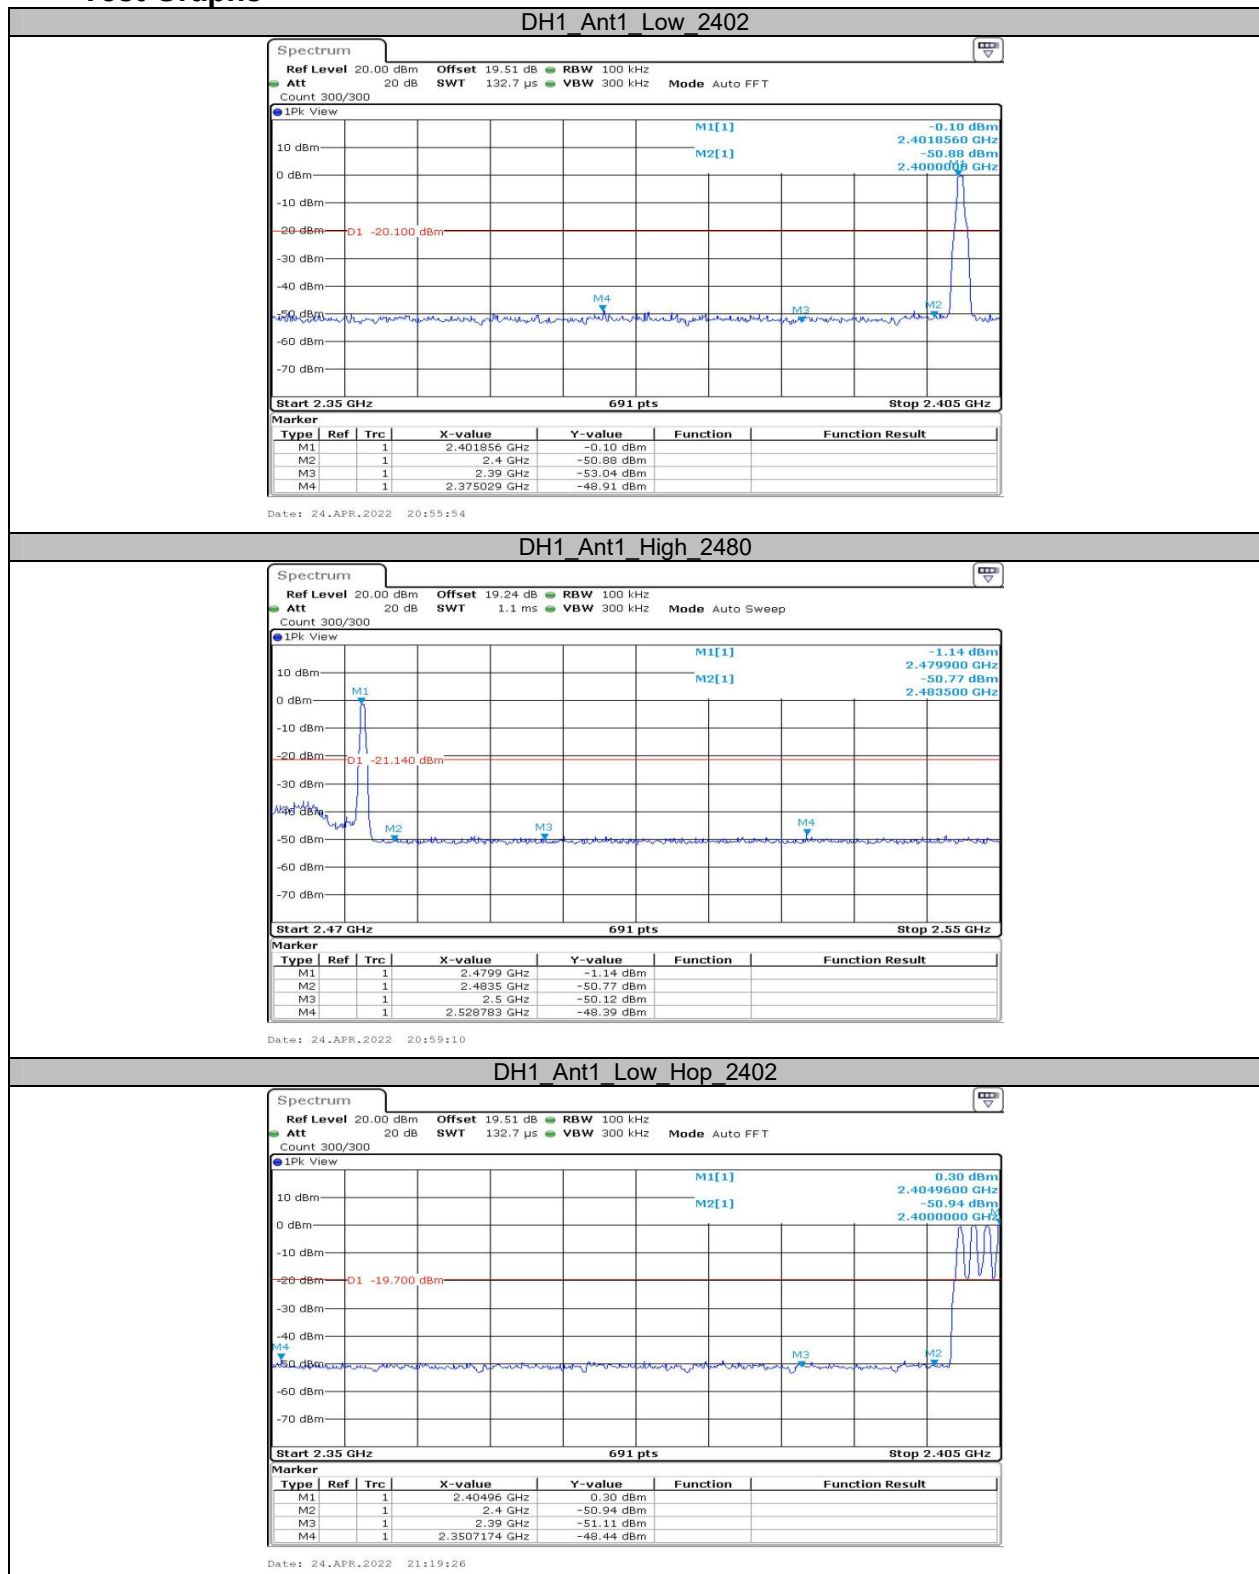 Test Graphs
DH1_Ant1_Low_2402
Spectrum
Ref Level 20.00 dBm Offset 19.51 dB RBW 100 kHz
Att 20 dB SWT 132.7 µs VBW 300 kHz Mode Auto FFT
Count 300/300
1Pk View
M1[1] -0.10 dBm
2.4018560 GHz
10 dBm
M2[1] -50.88 dBm
2.4000000 GHz
M1
0 dBm
-10 dBm
-20 dBm D1 -20.100 dBm
-30 dBm
-40 dBm
M4
M3
M2
-50 dBm
-60 dBm
-70 dBm
Start 2.35 GHz 691 pts Stop 2.405 GHz
Marker
Type Ref Trc X-value Y-value Function Function Result
M1 1 2.401856 GHz -0.10 dBm
M2 1 2.4 GHz -50.88 dBm
M3 1 2.39 GHz -53.04 dBm
M4 1 2.375029 GHz -48.91 dBm
Date: 24.APR.2022 20:55:54
DH1_Ant1_High_2480
Spectrum
Ref Level 20.00 dBm Offset 19.24 dB RBW 100 kHz
Att 20 dB SWT 1.1 ms VBW 300 kHz Mode Auto Sweep
Count 300/300
1Pk View
M1[1] -1.14 dBm
2.479900 GHz
10 dBm
M2[1] -50.77 dBm
2.483500 GHz
M1
0 dBm
-10 dBm
-20 dBm
D1 -21.140 dBm
-30 dBm
-40 dBm
M2
M3
M4
-50 dBm
-60 dBm
-70 dBm
Start 2.47 GHz 691 pts Stop 2.55 GHz
Marker
Type Ref Trc X-value Y-value Function Function Result
M1 1 2.4799 GHz -1.14 dBm
M2 1 2.4835 GHz -50.77 dBm
M3 1 2.5 GHz -50.12 dBm
M4 1 2.528783 GHz -48.39 dBm
Date: 24.APR.2022 20:59:10
DH1_Ant1_Low_Hop_2402
Spectrum
Ref Level 20.00 dBm Offset 19.51 dB RBW 100 kHz
Att 20 dB SWT 132.7 µs VBW 300 kHz Mode Auto FFT
Count 300/300
1Pk View
M1[1] 0.30 dBm
2.4049600 GHz
10 dBm
M2[1] -50.94 dBm
2.4000000 GHz
0 dBm
-10 dBm
-20 dBm D1 -19.700 dBm
-30 dBm
-40 dBm
M4
M3
M2
-50 dBm
-60 dBm
-70 dBm
Start 2.35 GHz 691 pts Stop 2.405 GHz
Marker
Type Ref Trc X-value Y-value Function Function Result
M1 1 2.40496 GHz 0.30 dBm
M2 1 2.4 GHz -50.94 dBm
M3 1 2.39 GHz -51.11 dBm
M4 1 2.3507174 GHz -48.44 dBm
Date: 24.APR.2022 21:19:26